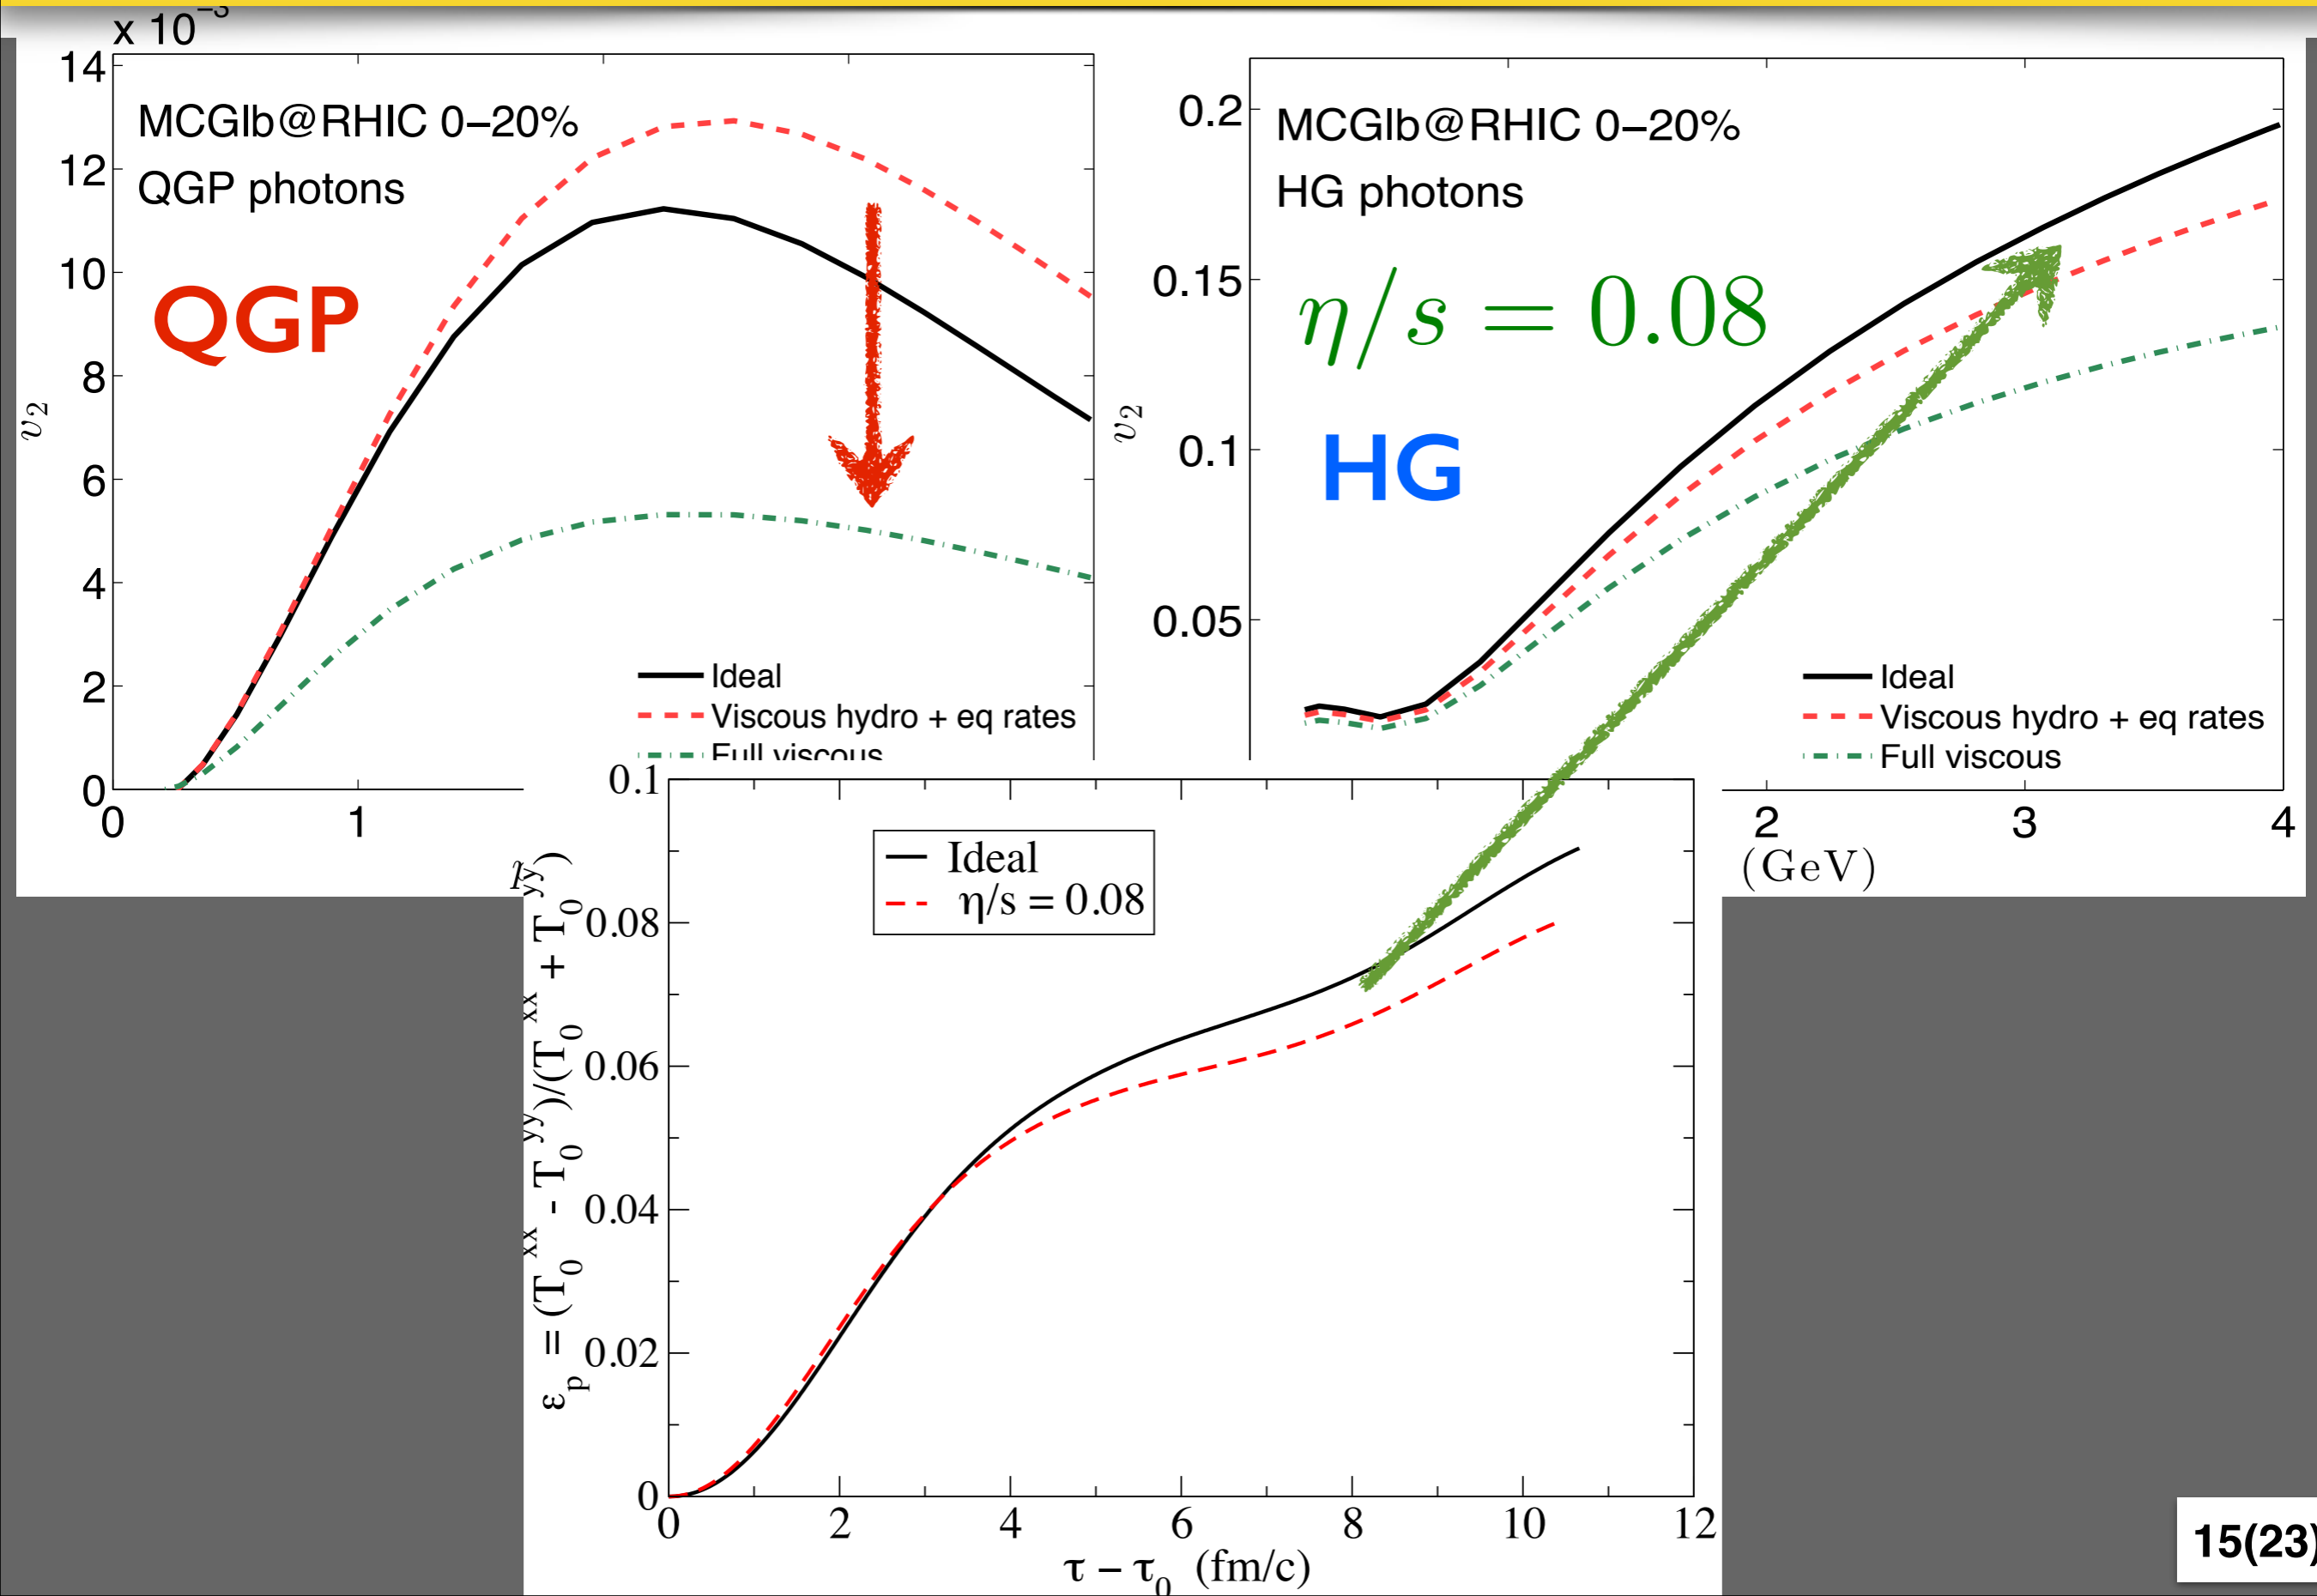 x 10⁻³
14
12
10
8
6
4
2
0
0
1
v₂
MCGlb@RHIC 0–20%
QGP photons
QGP
Ideal
Viscous hydro + eq rates
Full viscous
0.2
0.15
0.1
0.05
v₂
MCGlb@RHIC 0–20%
HG photons
η/s = 0.08
HG
Ideal
Viscous hydro + eq rates
Full viscous
2
3
4
(GeV)
0.1
0.08
0.06
0.04
0.02
0
εₚ = (T₀ˣˣ - T₀ʸʸ)/(T₀ˣˣ + T₀ʸʸ)
Ideal
η/s = 0.08
0
2
4
6
8
10
12
τ – τ₀ (fm/c)
15(23)